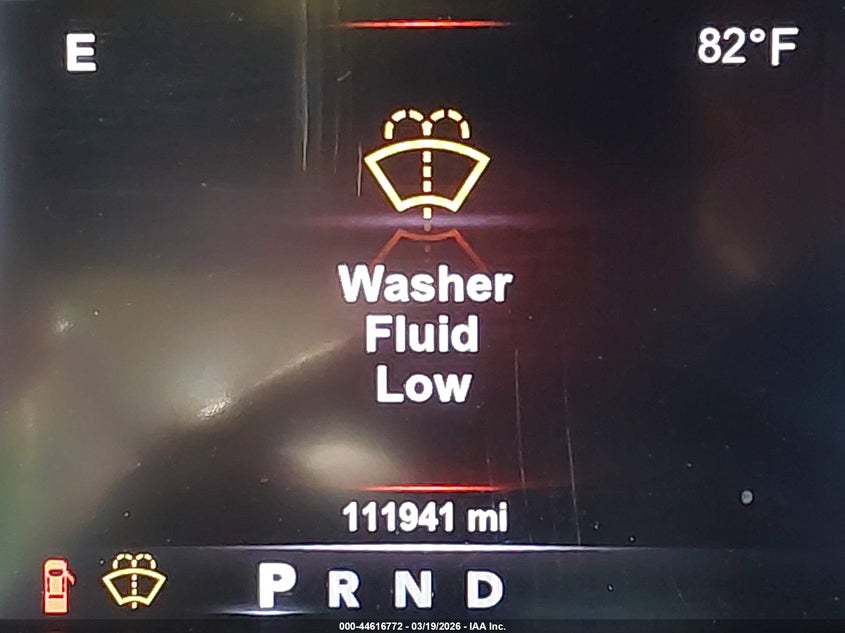 E
82°F
Washer
Fluid
Low
111941 mi
P R N D
000-44616772 - 03/19/2026 - IAA Inc.